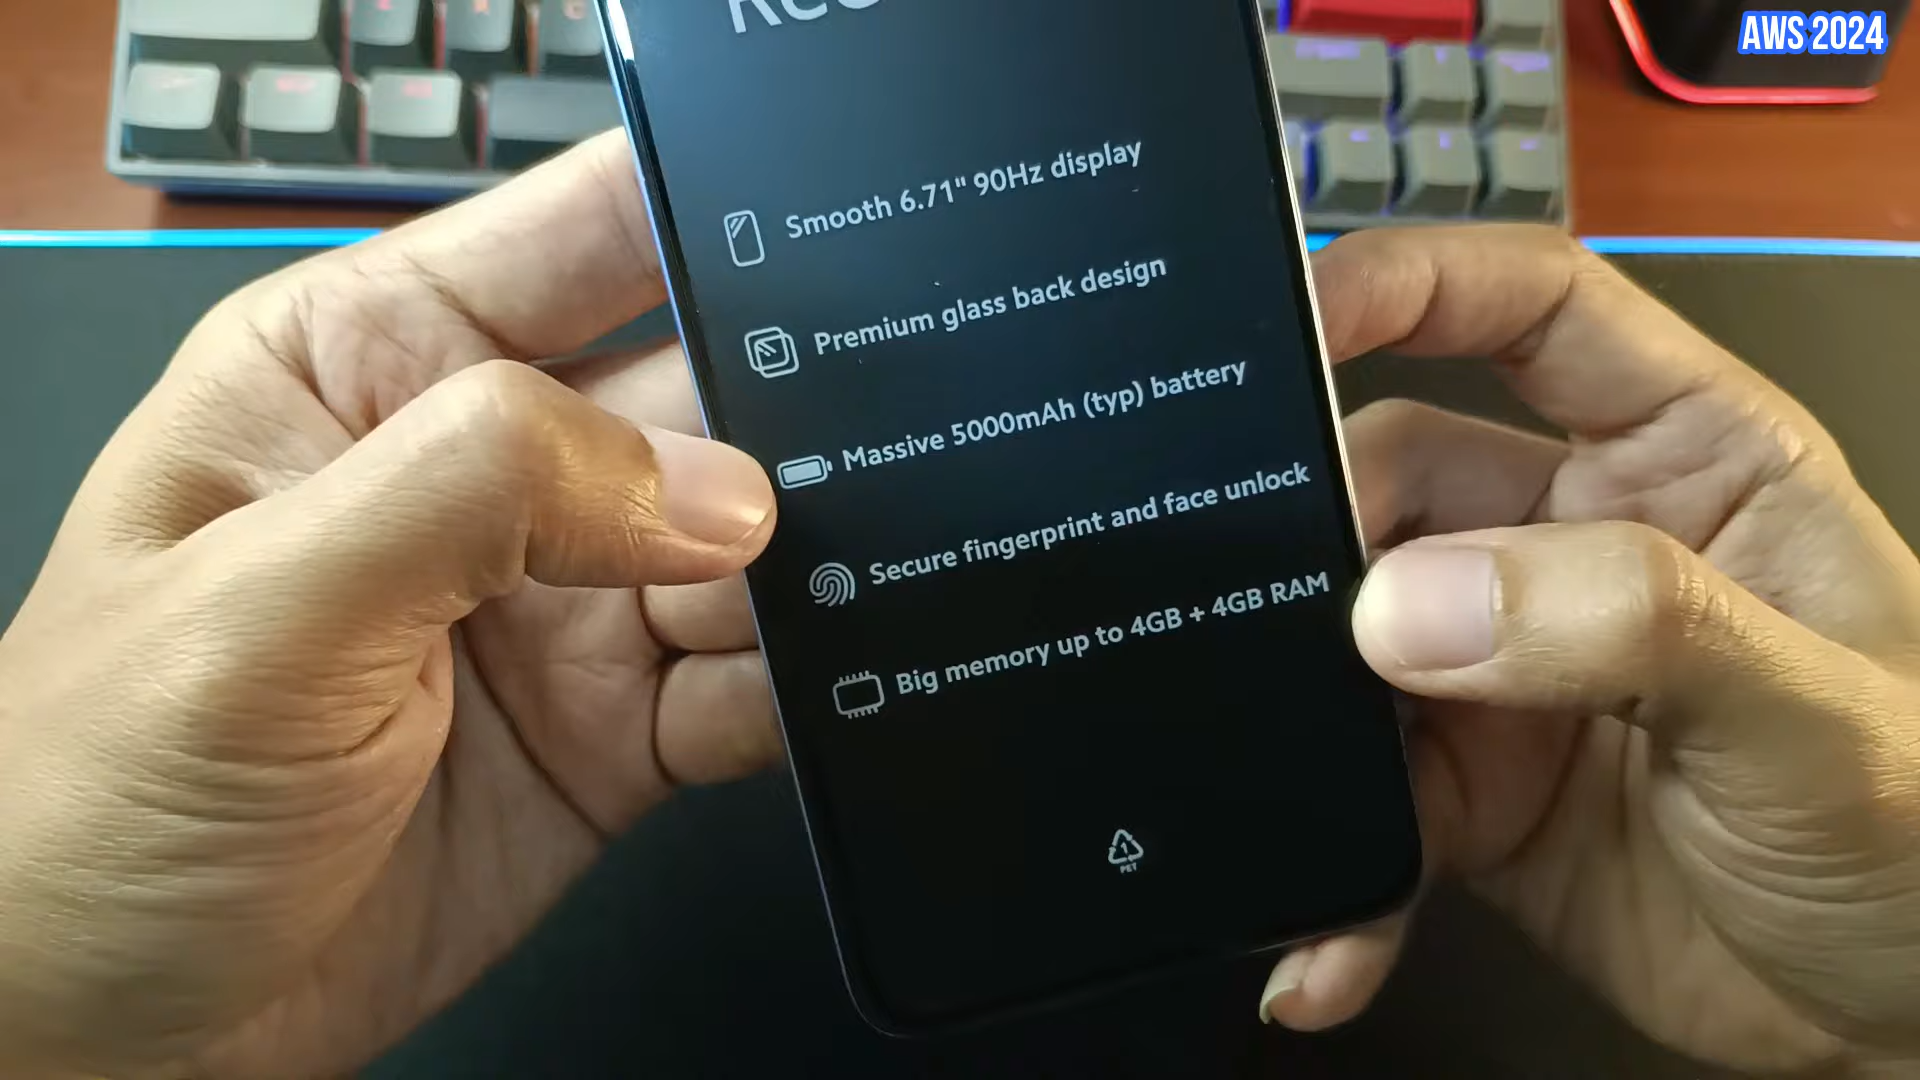 AWS 2024
Smooth 6.71" 90Hz display
Premium glass back design
Massive 5000mAh (typ) battery
Secure fingerprint and face unlock
Big memory up to 4GB + 4GB RAM
1
PET